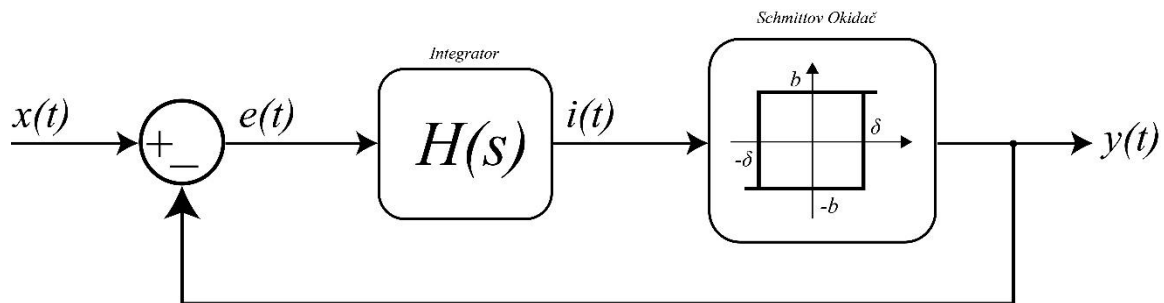 Schmittov Okidač
Integrator
x(t)
+
−
e(t)
H(s)
i(t)
b
δ
-δ
-b
y(t)